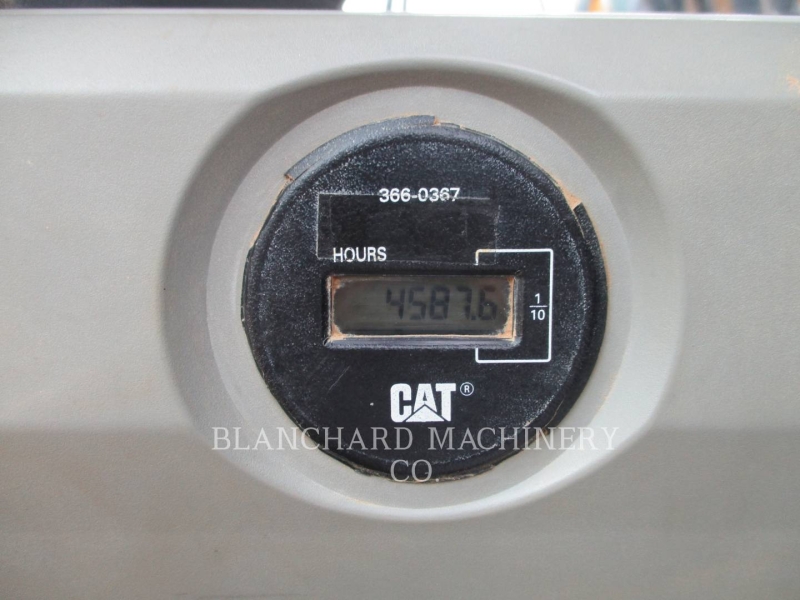 366-0367
HOURS
4587.6
1
10
CAT®
BLANCHARD MACHINERY
CO.